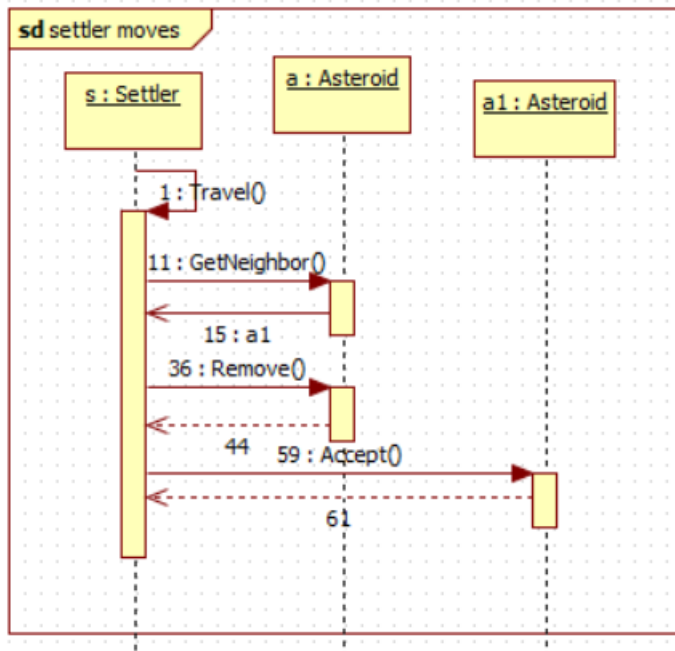 sd settler moves
s : Settler
a : Asteroid
a1 : Asteroid
1 : Travel()
11 : GetNeighbor()
15 : a1
36 : Remove()
44
59 : Accept()
61